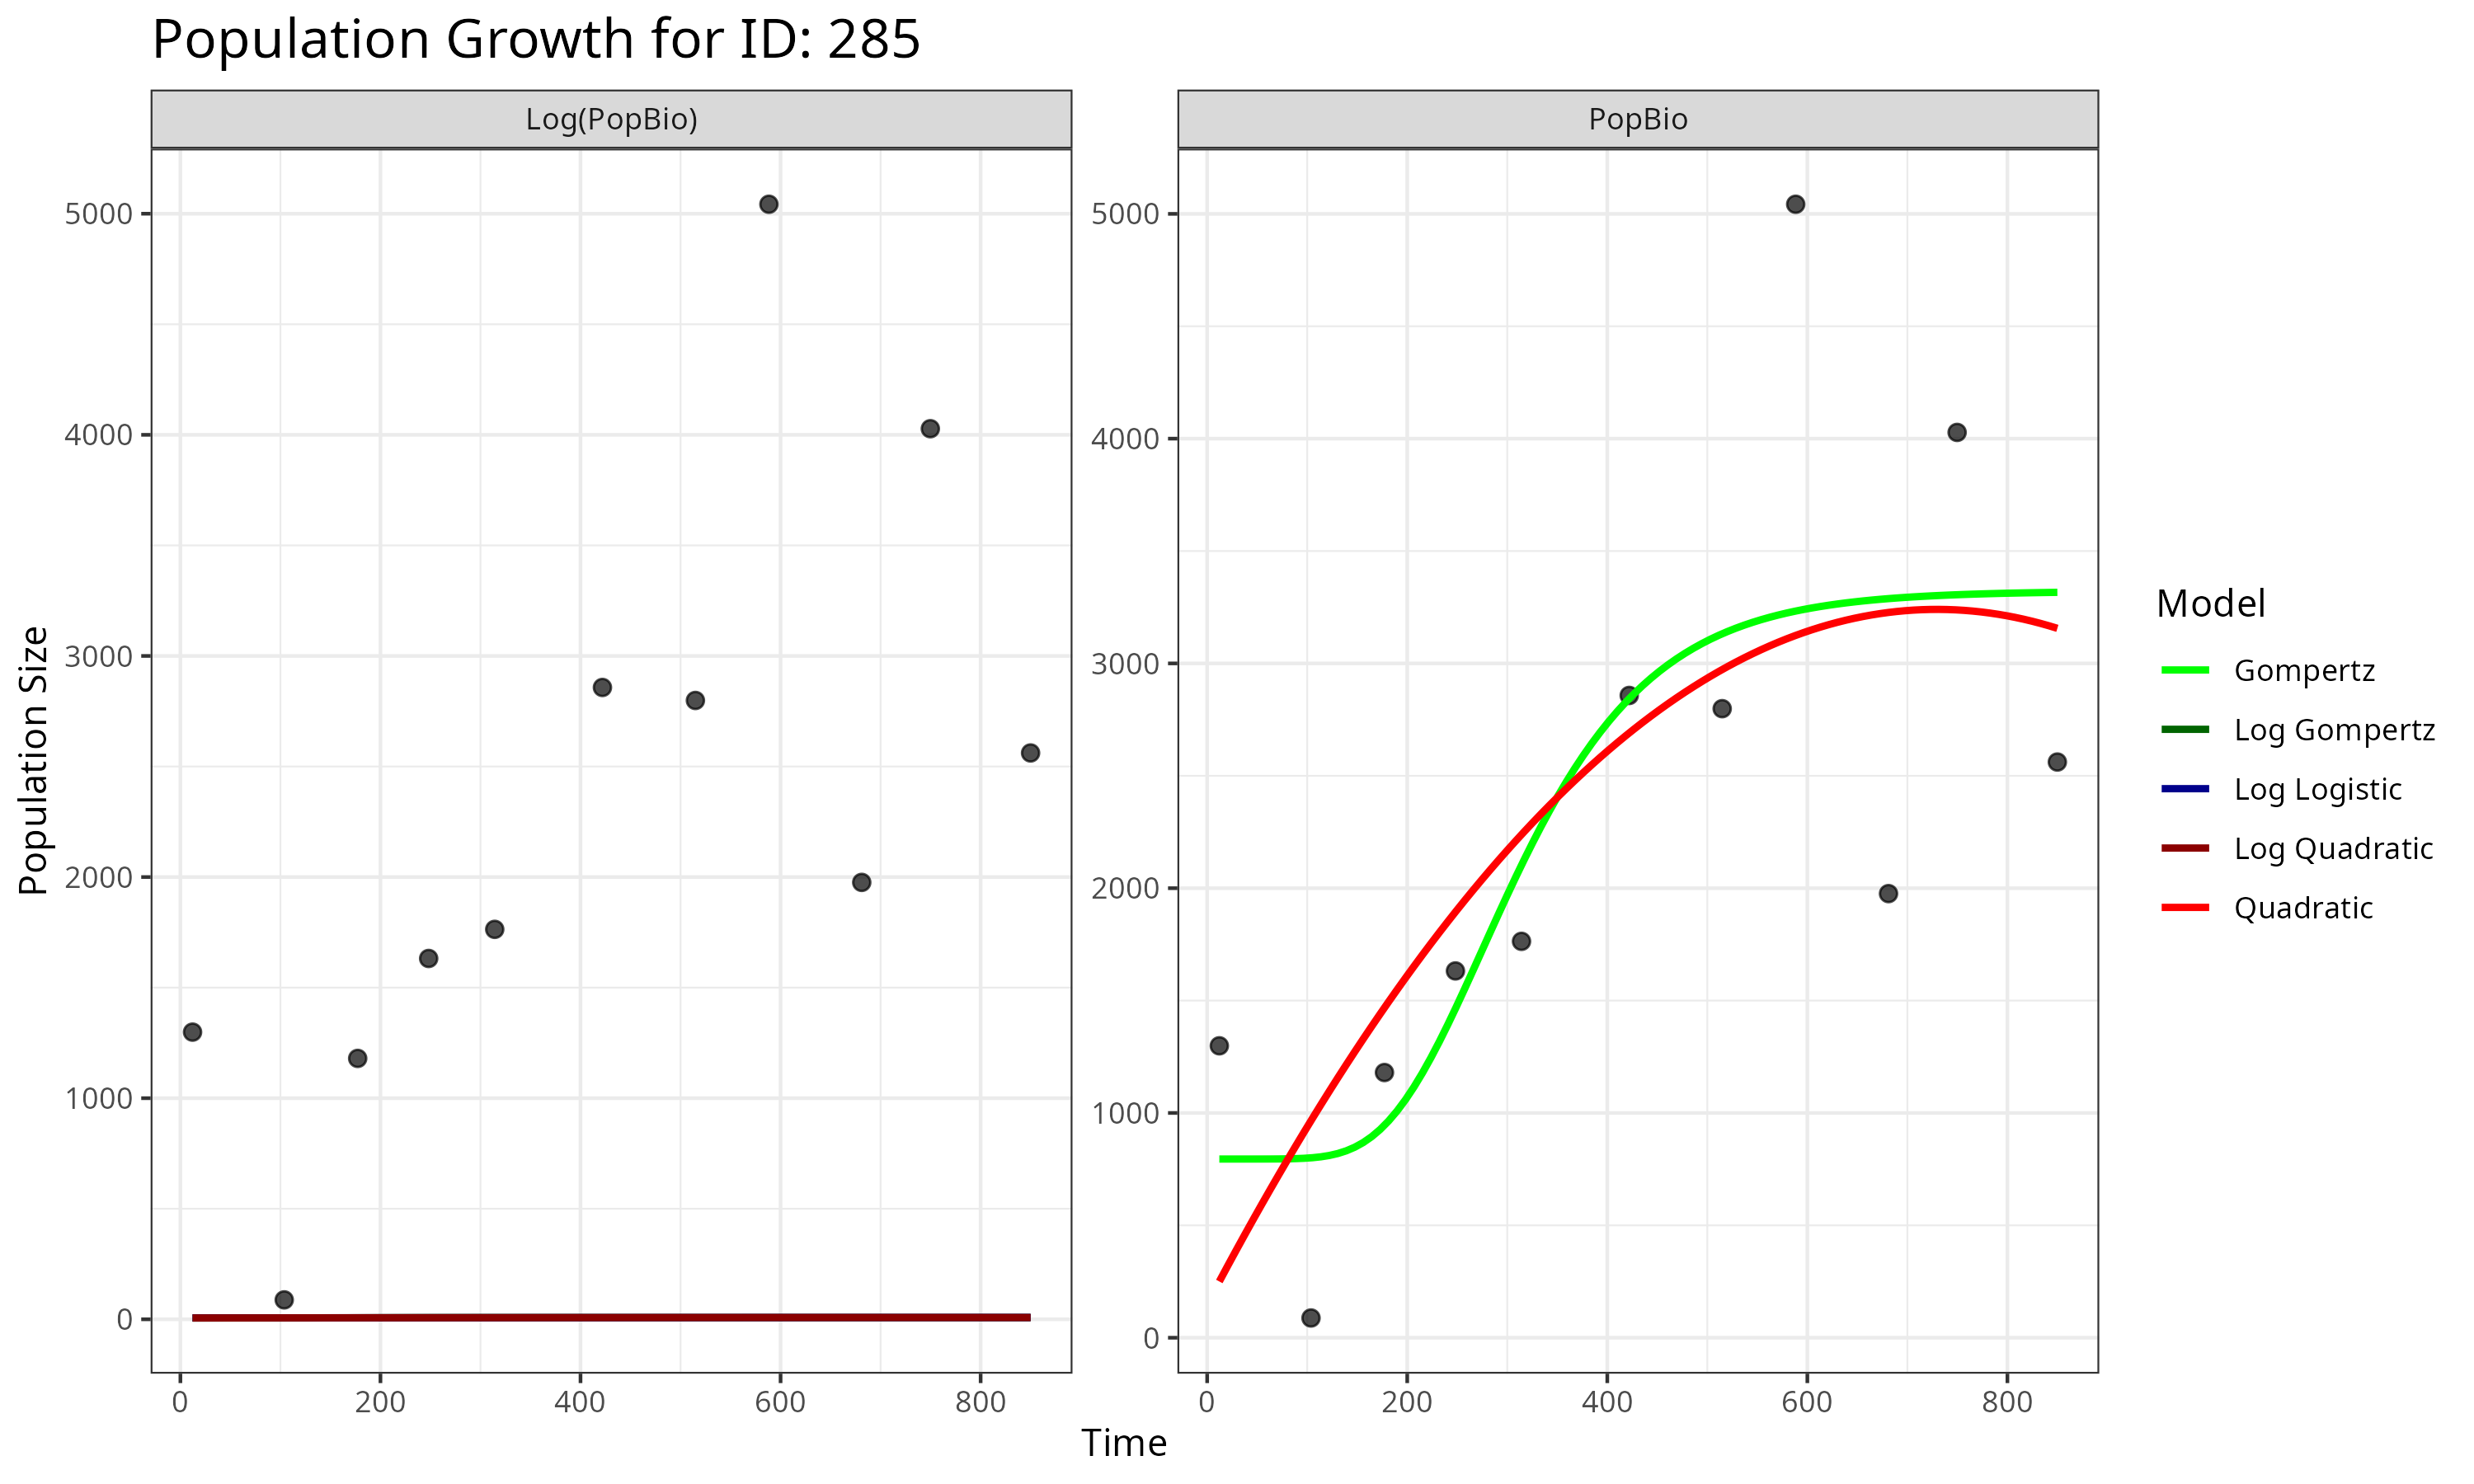 Population Growth for ID: 285
Log(PopBio)
PopBio
Population Size
5000
4000
3000
2000
1000
0
5000
4000
3000
2000
1000
0
0 200 400 600 800
0 200 400 600 800
Time
Model
Gompertz
Log Gompertz
Log Logistic
Log Quadratic
Quadratic